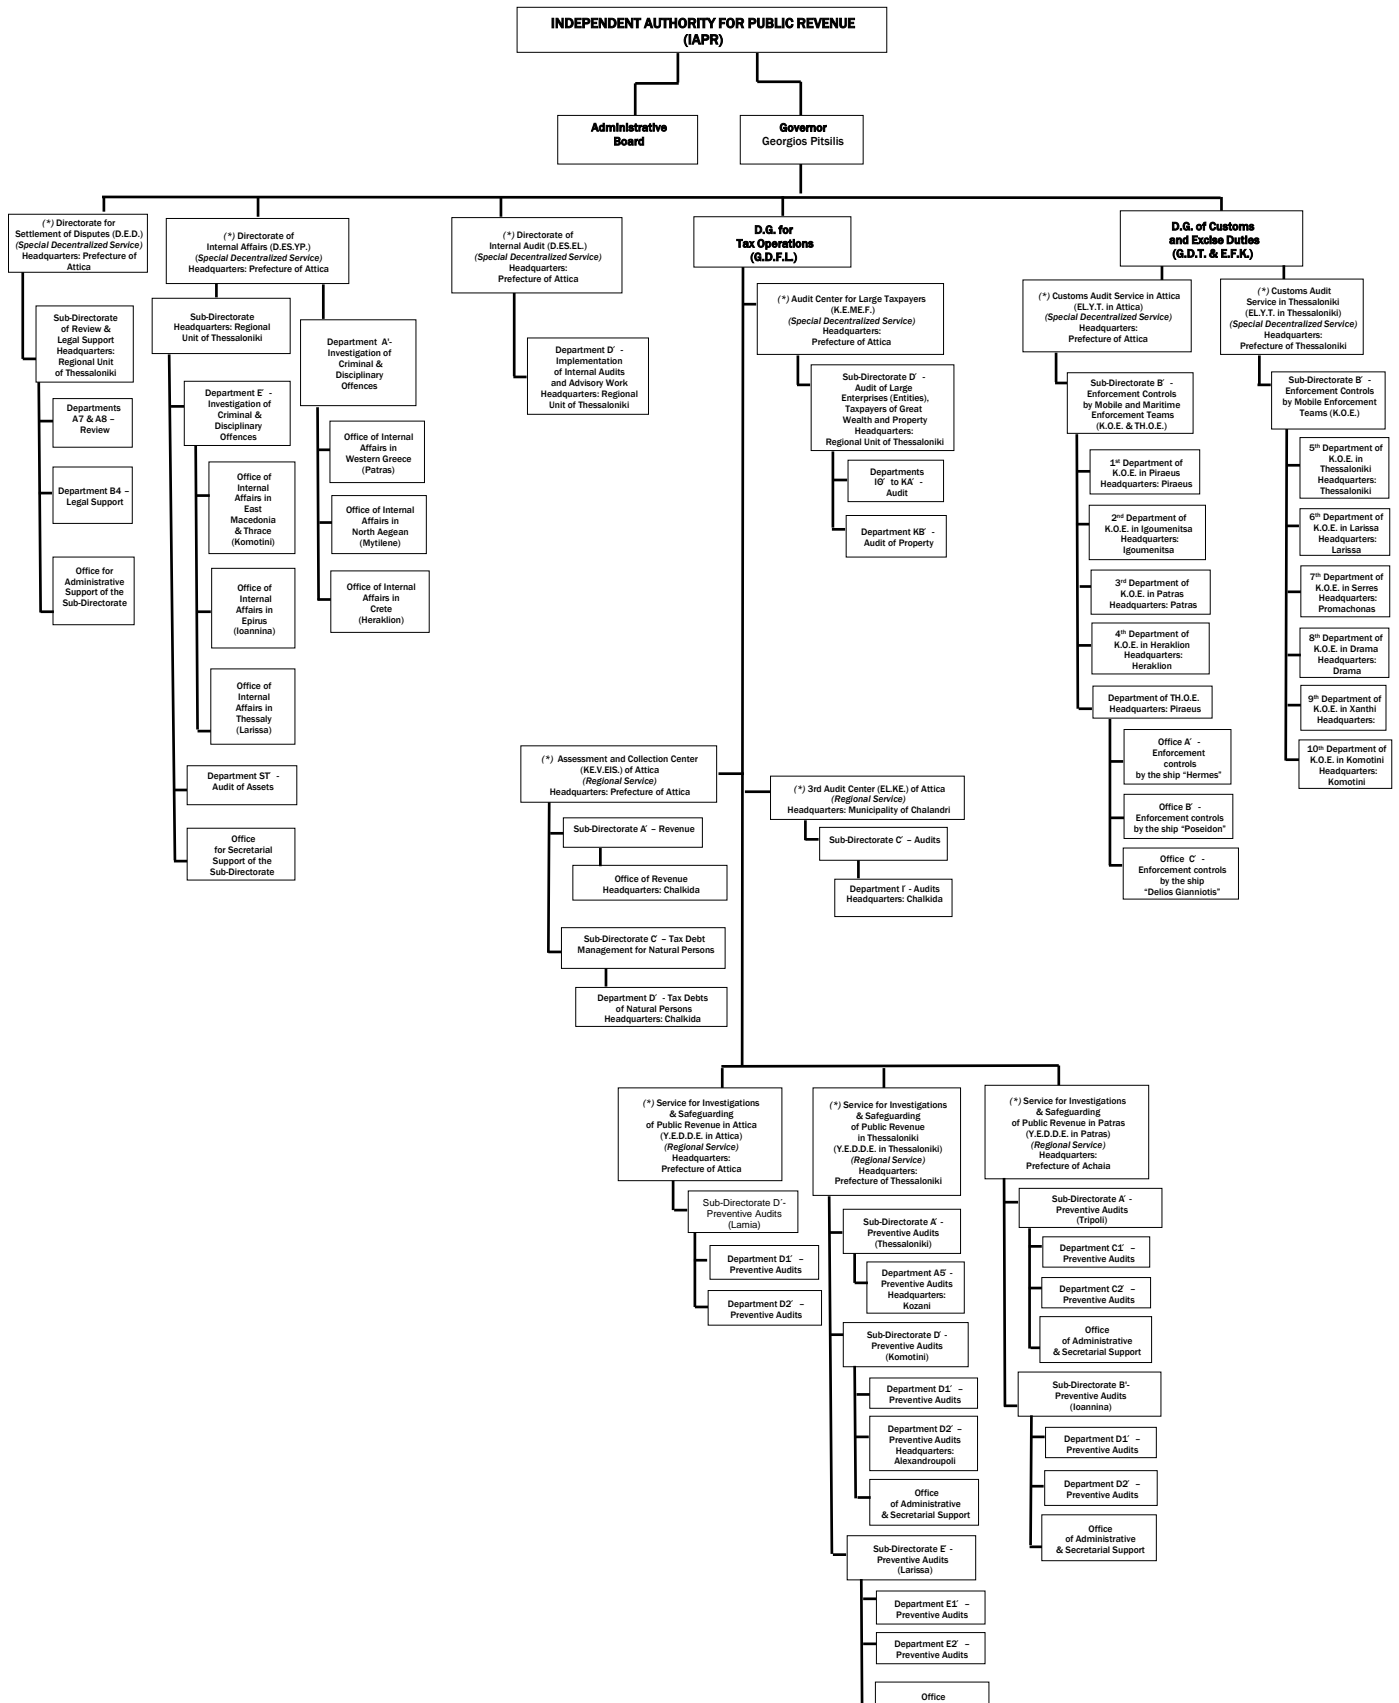 INDEPENDENT AUTHORITY FOR PUBLIC REVENUE
(IAPR)
Administrative
Board
Governor
Georgios Pitsilis
(*) Directorate for
Settlement of Disputes (D.E.D.)
(Special Decentralized Service)
Headquarters: Prefecture of
Attica
Sub-Directorate
of Review &
Legal Support
Headquarters:
Regional Unit
of Thessaloniki
Departments
A7 & A8 –
Review
Department B4 –
Legal Support
Office for
Administrative
Support of the
Sub-Directorate
(*) Directorate of
Internal Affairs (D.ES.YP.)
(Special Decentralized Service)
Headquarters: Prefecture of Attica
Sub-Directorate
Headquarters: Regional
Unit of Thessaloniki
Department E΄ -
Investigation of
Criminal &
Disciplinary
Offences
Office of
Internal
Affairs in
East
Macedonia
& Thrace
(Komotini)
Office of
Internal
Affairs in
Epirus
(Ioannina)
Office of
Internal
Affairs in
Thessaly
(Larissa)
Department ST΄ -
Audit of Assets
Office
for Secretarial
Support of the
Sub-Directorate
Department A'-
Investigation of
Criminal &
Disciplinary
Offences
Office of Internal
Affairs in
Western Greece
(Patras)
Office of Internal
Affairs in
North Aegean
(Mytilene)
Office of Internal
Affairs in
Crete
(Heraklion)
(*) Directorate of
Internal Audit (D.ES.EL.)
(Special Decentralized Service)
Headquarters:
Prefecture of Attica
Department D΄ -
Implementation
of Internal Audits
and Advisory Work
Headquarters: Regional
Unit of Thessaloniki
D.G. for
Tax Operations
(G.D.F.L.)
(*) Audit Center for Large Taxpayers
(K.E.ME.F.)
(Special Decentralized Service)
Headquarters:
Prefecture of Attica
Sub-Directorate D΄ -
Audit of Large
Enterprises (Entities),
Taxpayers of Great
Wealth and Property
Headquarters:
Regional Unit of Thessaloniki
Departments
ΙΘ΄ to KA΄ -
Audit
Department KB΄ -
Audit of Property
(*) Assessment and Collection Center
(KE.V.EIS.) of Attica
(Regional Service)
Headquarters: Prefecture of Attica
Sub-Directorate A΄ – Revenue
Office of Revenue
Headquarters: Chalkida
Sub-Directorate C΄ – Tax Debt
Management for Natural Persons
Department D΄ - Tax Debts
of Natural Persons
Headquarters: Chalkida
(*) 3rd Audit Center (EL.KE.) of Attica
(Regional Service)
Headquarters: Municipality of Chalandri
Sub-Directorate C΄ – Audits
Department I΄ - Audits
Headquarters: Chalkida
(*) Service for Investigations
& Safeguarding
of Public Revenue in Attica
(Y.E.D.D.E. in Attica)
(Regional Service)
Headquarters:
Prefecture of Attica
Sub-Directorate D΄-
Preventive Audits
(Lamia)
Department D1΄ –
Preventive Audits
Department D2΄ –
Preventive Audits
(*) Service for Investigations
& Safeguarding
of Public Revenue
in Thessaloniki
(Y.E.D.D.E. in Thessaloniki)
(Regional Service)
Headquarters:
Prefecture of Thessaloniki
Sub-Directorate A΄ -
Preventive Audits
(Thessaloniki)
Department A5΄ -
Preventive Audits
Headquarters:
Kozani
Sub-Directorate D΄ -
Preventive Audits
(Komotini)
Department D1΄ –
Preventive Audits
Department D2΄ –
Preventive Audits
Headquarters:
Alexandroupoli
Office
of Administrative
& Secretarial Support
Sub-Directorate E΄ -
Preventive Audits
(Larissa)
Department E1΄ –
Preventive Audits
Department E2΄ –
Preventive Audits
Office
(*) Service for Investigations
& Safeguarding
of Public Revenue in Patras
(Y.E.D.D.E. in Patras)
(Regional Service)
Headquarters:
Prefecture of Achaia
Sub-Directorate A΄ -
Preventive Audits
(Tripoli)
Department C1΄ –
Preventive Audits
Department C2΄ –
Preventive Audits
Office
of Administrative
& Secretarial Support
Sub-Directorate B'-
Preventive Audits
(Ioannina)
Department D1΄ –
Preventive Audits
Department D2΄ –
Preventive Audits
Office
of Administrative
& Secretarial Support
D.G. of Customs
and Excise Duties
(G.D.T. & E.F.K.)
(*) Customs Audit Service in Attica
(EL.Y.T. in Attica)
(Special Decentralized Service)
Headquarters:
Prefecture of Attica
Sub-Directorate B΄ -
Enforcement Controls
by Mobile and Maritime
Enforcement Teams
(K.O.E. & TH.O.E.)
1st Department of
K.O.E. in Piraeus
Headquarters: Piraeus
2nd Department of
K.O.E. in Igoumenitsa
Headquarters:
Igoumenitsa
3rd Department of
K.O.E. in Patras
Headquarters: Patras
4th Department of
K.O.E. in Heraklion
Headquarters:
Heraklion
Department of TH.O.E.
Headquarters: Piraeus
Office A΄ -
Enforcement
controls
by the ship “Hermes”
Office B΄ -
Enforcement controls
by the ship “Poseidon”
Office C΄ -
Enforcement controls
by the ship
“Delios Gianniotis”
(*) Customs Audit
Service in Thessaloniki
(EL.Y.T. in Thessaloniki)
(Special Decentralized Service)
Headquarters:
Prefecture of Thessaloniki
Sub-Directorate B΄ -
Enforcement Controls
by Mobile Enforcement
Teams (K.O.E.)
5th Department of
K.O.E. in
Thessaloniki
Headquarters:
Thessaloniki
6th Department of
K.O.E. in Larissa
Headquarters:
Larissa
7th Department of
K.O.E. in Serres
Headquarters:
Promachonas
8th Department of
K.O.E. in Drama
Headquarters:
Drama
9th Department of
K.O.E. in Xanthi
Headquarters:
10th Department of
K.O.E. in Komotini
Headquarters:
Komotini